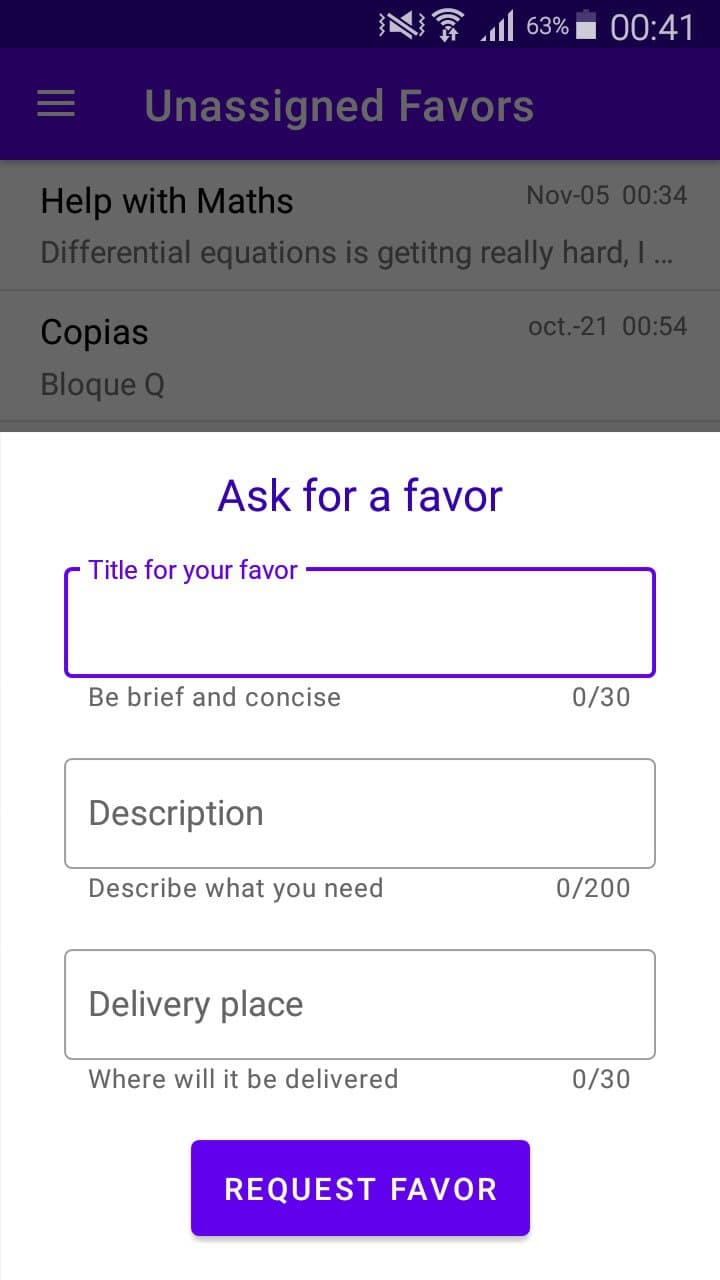 63% 00:41
Unassigned Favors
Help with Maths Nov-05 00:34
Differential equations is getitng really hard, I ...
Copias oct.-21 00:54
Bloque Q
Ask for a favor
Title for your favor
Be brief and concise 0/30
Description
Describe what you need 0/200
Delivery place
Where will it be delivered 0/30
REQUEST FAVOR